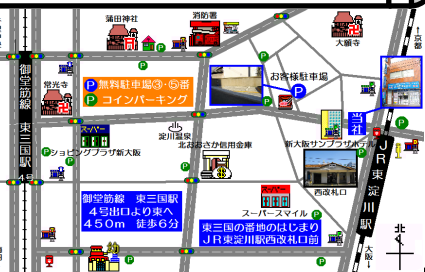 蒲田神社
消防署
大願寺
京都
御堂筋線 東三国駅
常光寺
P 無料駐車場③・⑤番
P コインパーキング
お客様駐車場
当社
スーパー
ショッピングプラザ新大阪
淀川温泉
北おおさか信用金庫
新大阪サンプラザホテル
JR東淀川駅
4号
西改札口
御堂筋線 東三国駅
4号出口より東へ
450m 徒歩6分
スーパー
スーパースマイル
東三国の番地のはじまり
JR東淀川駅西改札口前
北
大阪